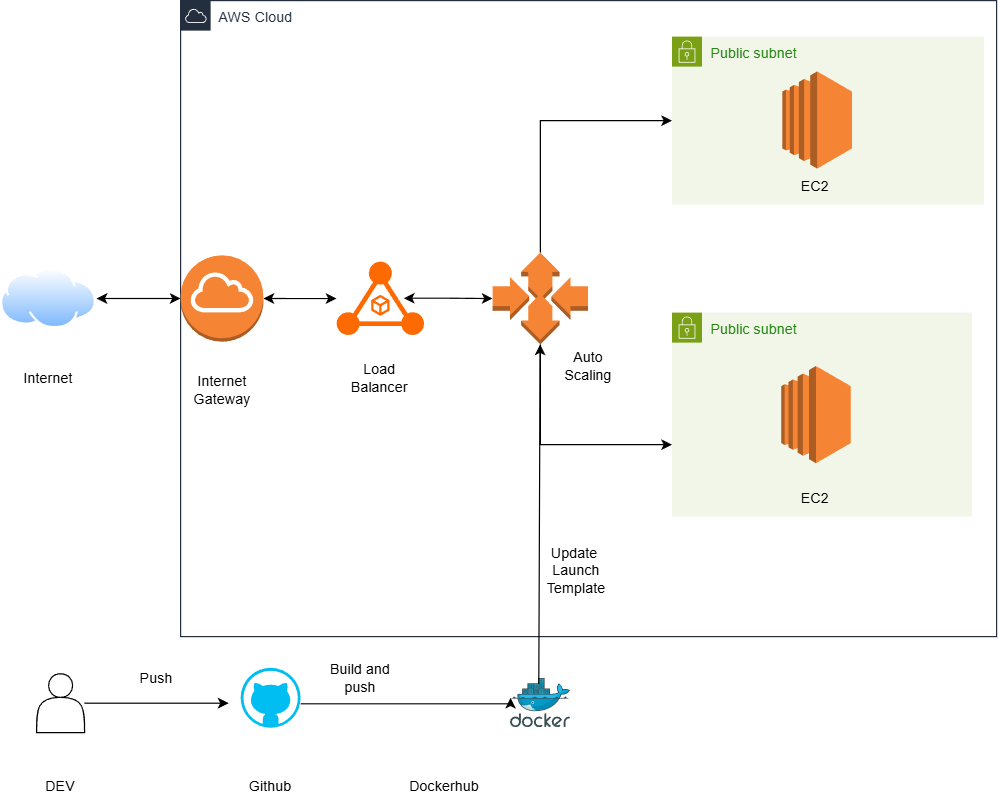 AWS Cloud
Public subnet
EC2
Public subnet
EC2
Internet
Internet
Gateway
Load
Balancer
Auto
Scaling
Update
Launch
Template
Push
Build and
push
docker
DEV
Github
Dockerhub